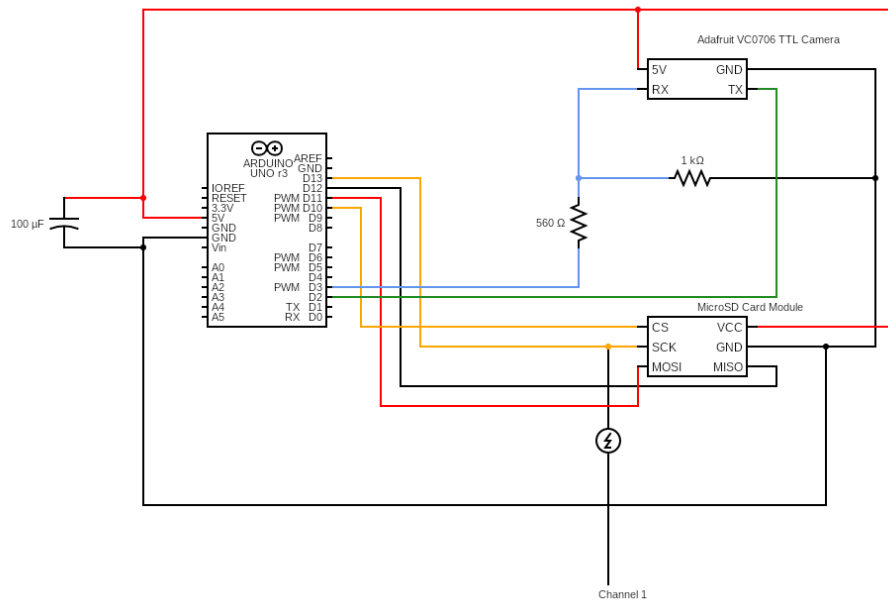 Adafruit VC0706 TTL Camera
5V GND
RX TX
1 kΩ
ARDUINO
UNO r3
AREF
GND
D13
IOREF D12
RESET PWM D11
3.3V PWM D10
5V PWM D9
GND D8
GND
Vin D7
PWM D6
A0 PWM D5
A1 D4
A2 PWM D3
A3 D2
A4 TX D1
A5 RX D0
100 µF
560 Ω
MicroSD Card Module
CS VCC
SCK GND
MOSI MISO
Channel 1